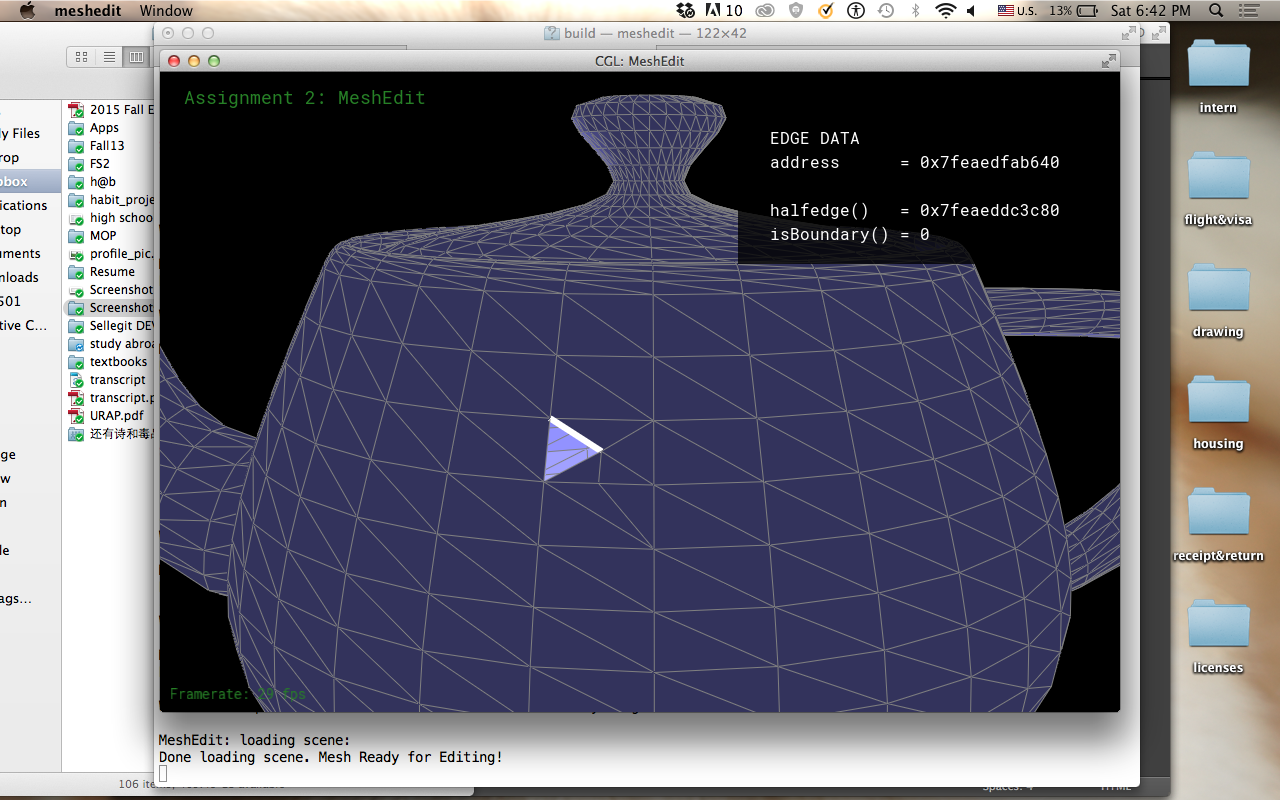 meshedit Window
10 U.S. 13% Sat 6:42 PM
build — meshedit — 122×42
CGL: MeshEdit
Assignment 2: MeshEdit
EDGE DATA
address = 0x7feaedfab640
halfedge() = 0x7feaeddc3c80
isBoundary() = 0
Framerate: 29 fps
MeshEdit: loading scene:
Done loading scene. Mesh Ready for Editing!
2015 Fall E
Apps
Fall13
FS2
h@b
habit_proje
high schoo
MOP
profile_pic.
Resume
Screenshot
Screenshot
Sellegit DEV
study abroa
textbooks
transcript
transcript.p
URAP.pdf
还有诗和毒
ly Files
rop
box
ications
top
uments
nloads
501
tive C...
ge
w
n
le
ags...
106 ite
intern
flight&visa
drawing
housing
receipt&return
licenses